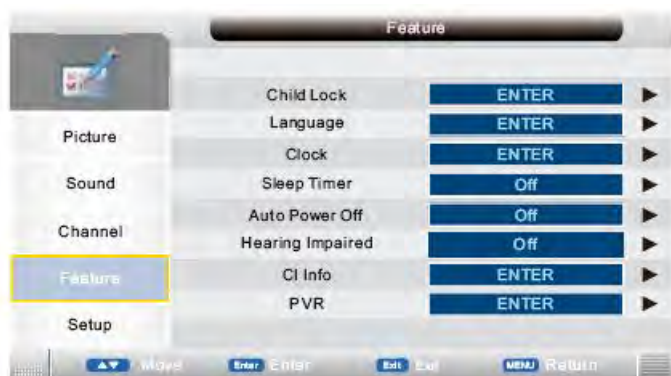 Feature
Picture
Sound
Channel
Feature
Setup
Child Lock ENTER
Language ENTER
Clock ENTER
Sleep Timer Off
Auto Power Off Off
Hearing Impaired Off
CI Info ENTER
PVR ENTER
Move Enter Enter Exit Exit MENU Return